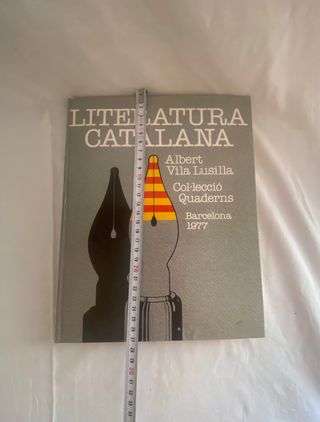 LITERATURA
CATALANA
Albert
Vila Lusilla
Col·lecció
Quaderns
Barcelona
1977